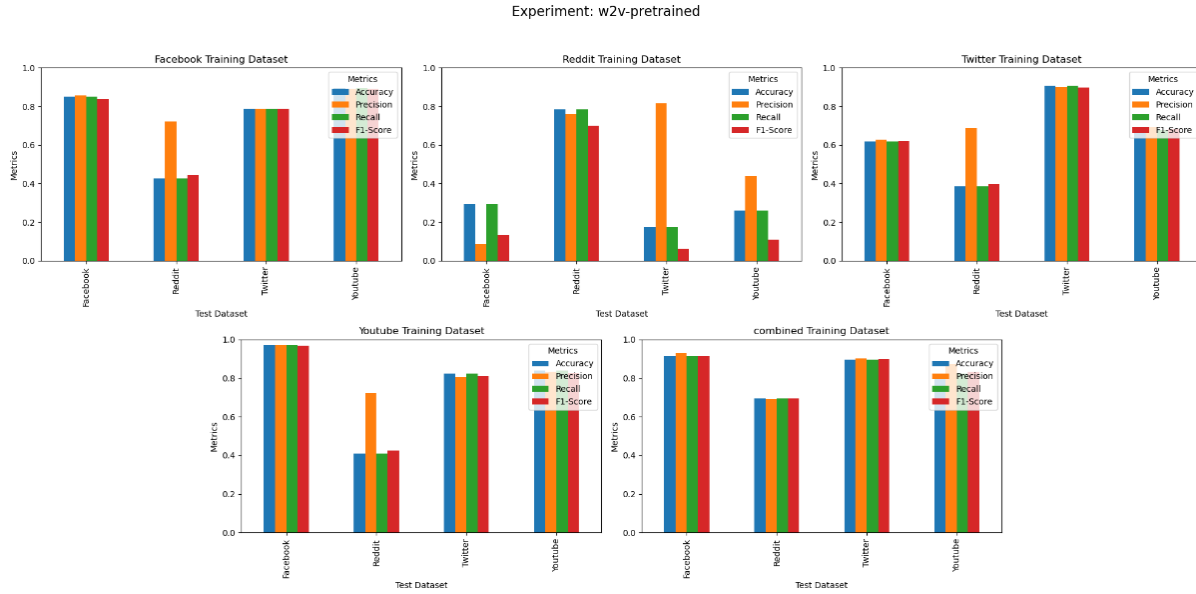 Experiment: w2v-pretrained
Facebook Training Dataset
1.0
0.8
0.6
0.4
0.2
0.0
Metrics
Metrics
Accuracy
Precision
Recall
F1-Score
Facebook
Reddit
Twitter
Youtube
Test Dataset
Reddit Training Dataset
1.0
0.8
0.6
0.4
0.2
0.0
Metrics
Metrics
Accuracy
Precision
Recall
F1-Score
Facebook
Reddit
Twitter
Youtube
Test Dataset
Twitter Training Dataset
1.0
0.8
0.6
0.4
0.2
0.0
Metrics
Metrics
Accuracy
Precision
Recall
F1-Score
Facebook
Reddit
Twitter
Youtube
Test Dataset
Youtube Training Dataset
1.0
0.8
0.6
0.4
0.2
0.0
Metrics
Metrics
Accuracy
Precision
Recall
F1-Score
Facebook
Reddit
Twitter
Youtube
Test Dataset
combined Training Dataset
1.0
0.8
0.6
0.4
0.2
0.0
Metrics
Metrics
Accuracy
Precision
Recall
F1-Score
Facebook
Reddit
Twitter
Youtube
Test Dataset